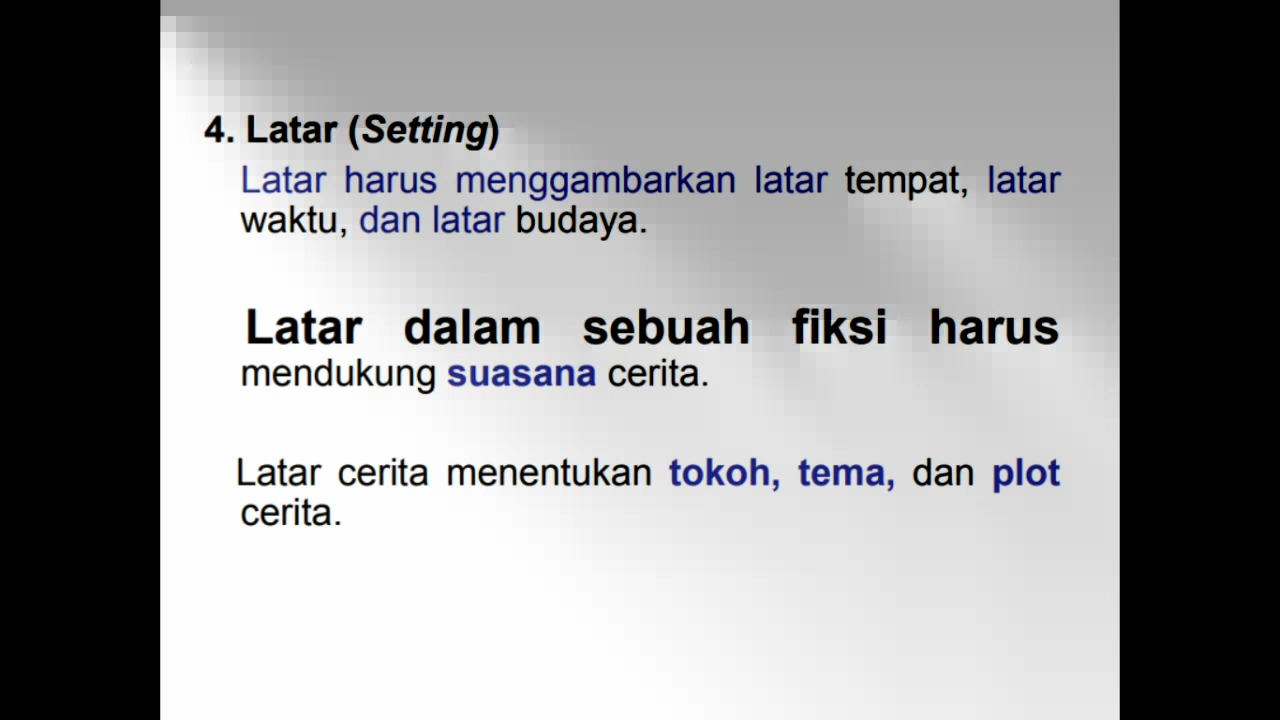 4. Latar (Setting)
Latar harus menggambarkan latar tempat, latar
waktu, dan latar budaya.
Latar dalam sebuah fiksi harus
mendukung suasana cerita.
Latar cerita menentukan tokoh, tema, dan plot
cerita.